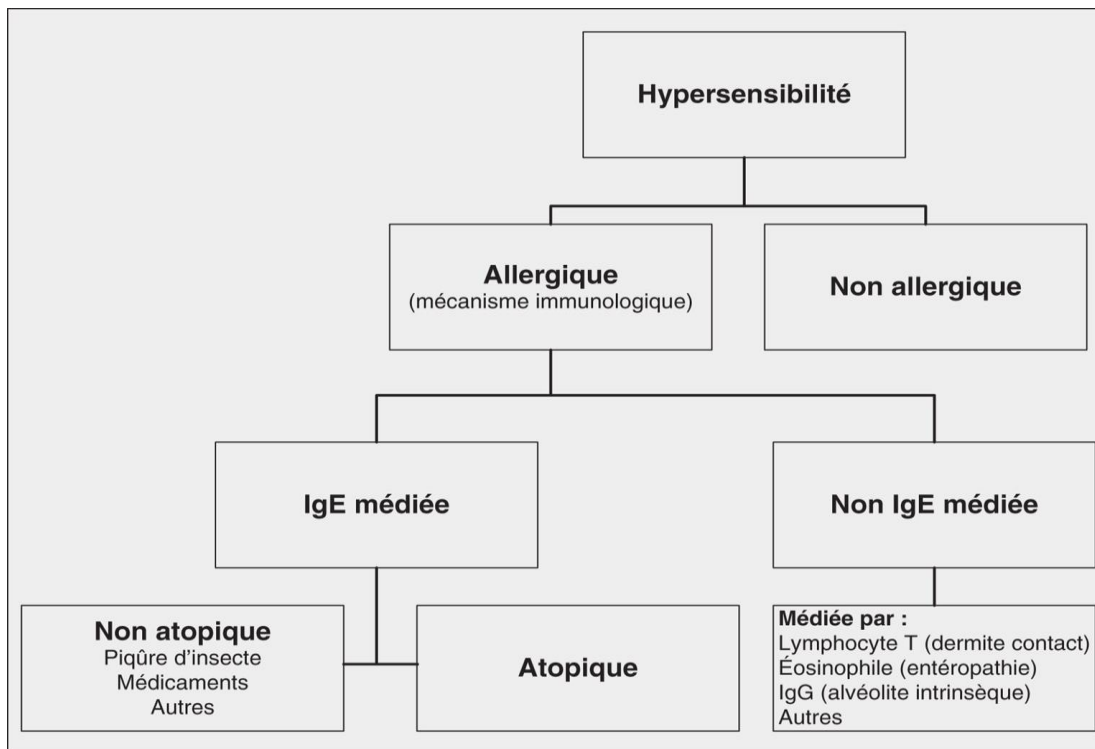 Hypersensibilité
Allergique
(mécanisme immunologique)
Non allergique
IgE médiée
Non IgE médiée
Non atopique
Piqûre d'insecte
Médicaments
Autres
Atopique
Médiée par :
Lymphocyte T (dermite contact)
Éosinophile (entéropathie)
IgG (alvéolite intrinsèque)
Autres